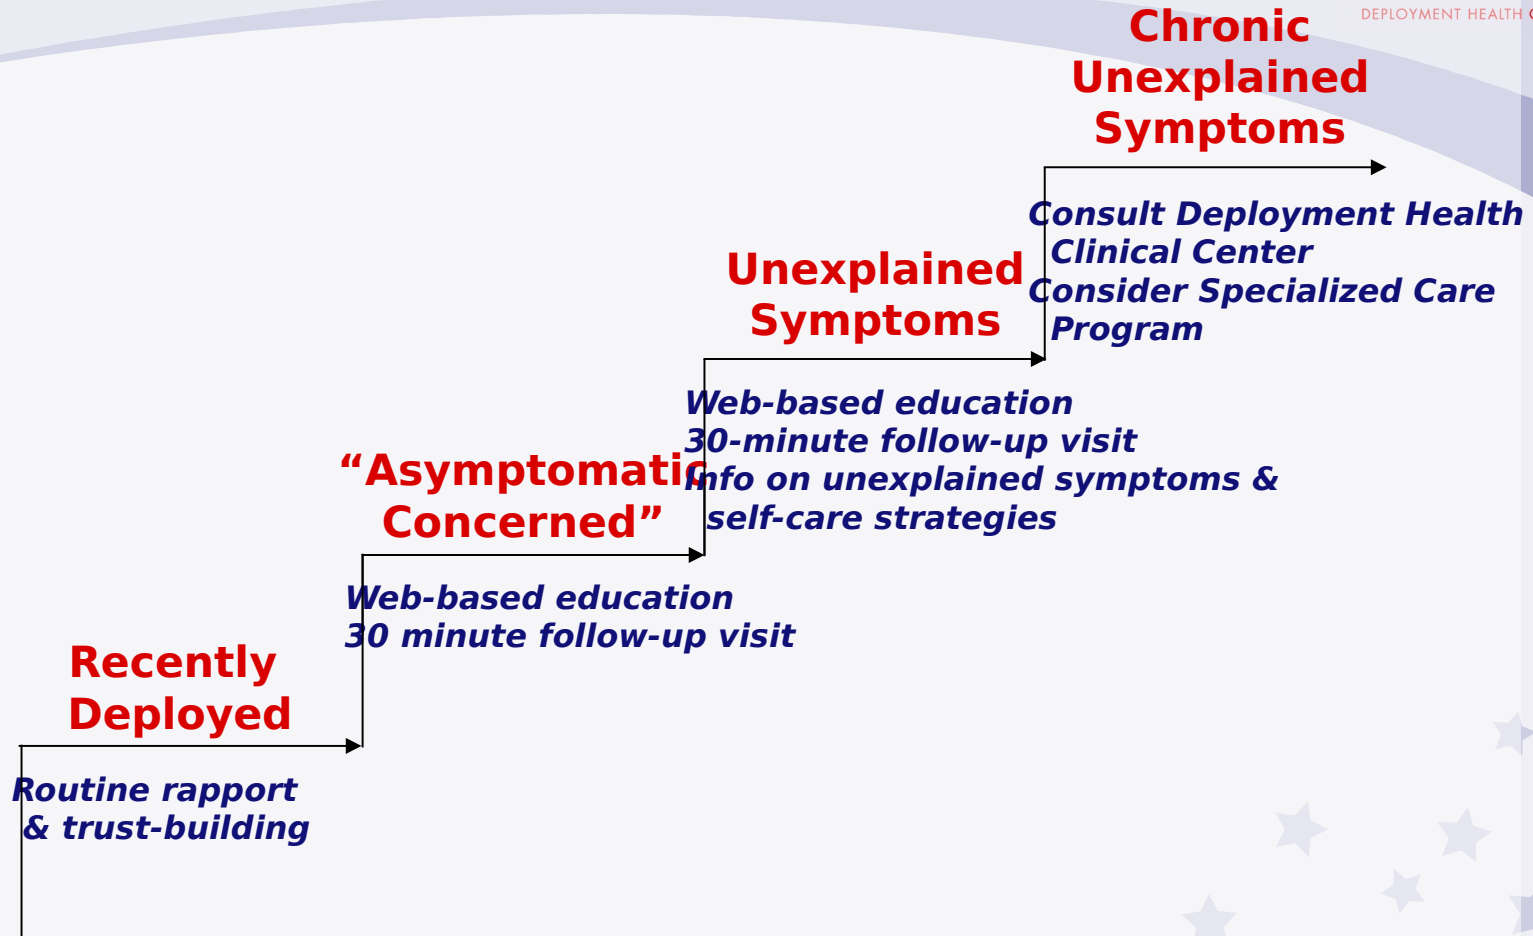 DEPLOYMENT HEALTH
Chronic
Unexplained
Symptoms
Consult Deployment Health
Clinical Center
Consider Specialized Care
Program
Unexplained
Symptoms
Web-based education
30-minute follow-up visit
Info on unexplained symptoms &
self-care strategies
“Asymptomatic
Concerned”
Web-based education
30 minute follow-up visit
Recently
Deployed
Routine rapport
& trust-building